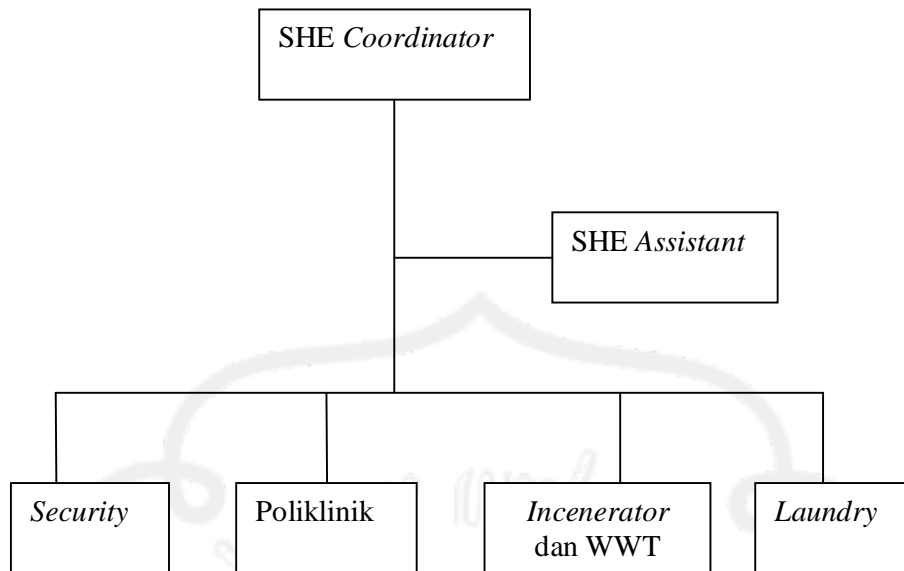 SHE Coordinator
SHE Assistant
Security
Poliklinik
Incenerator
dan WWT
Laundry